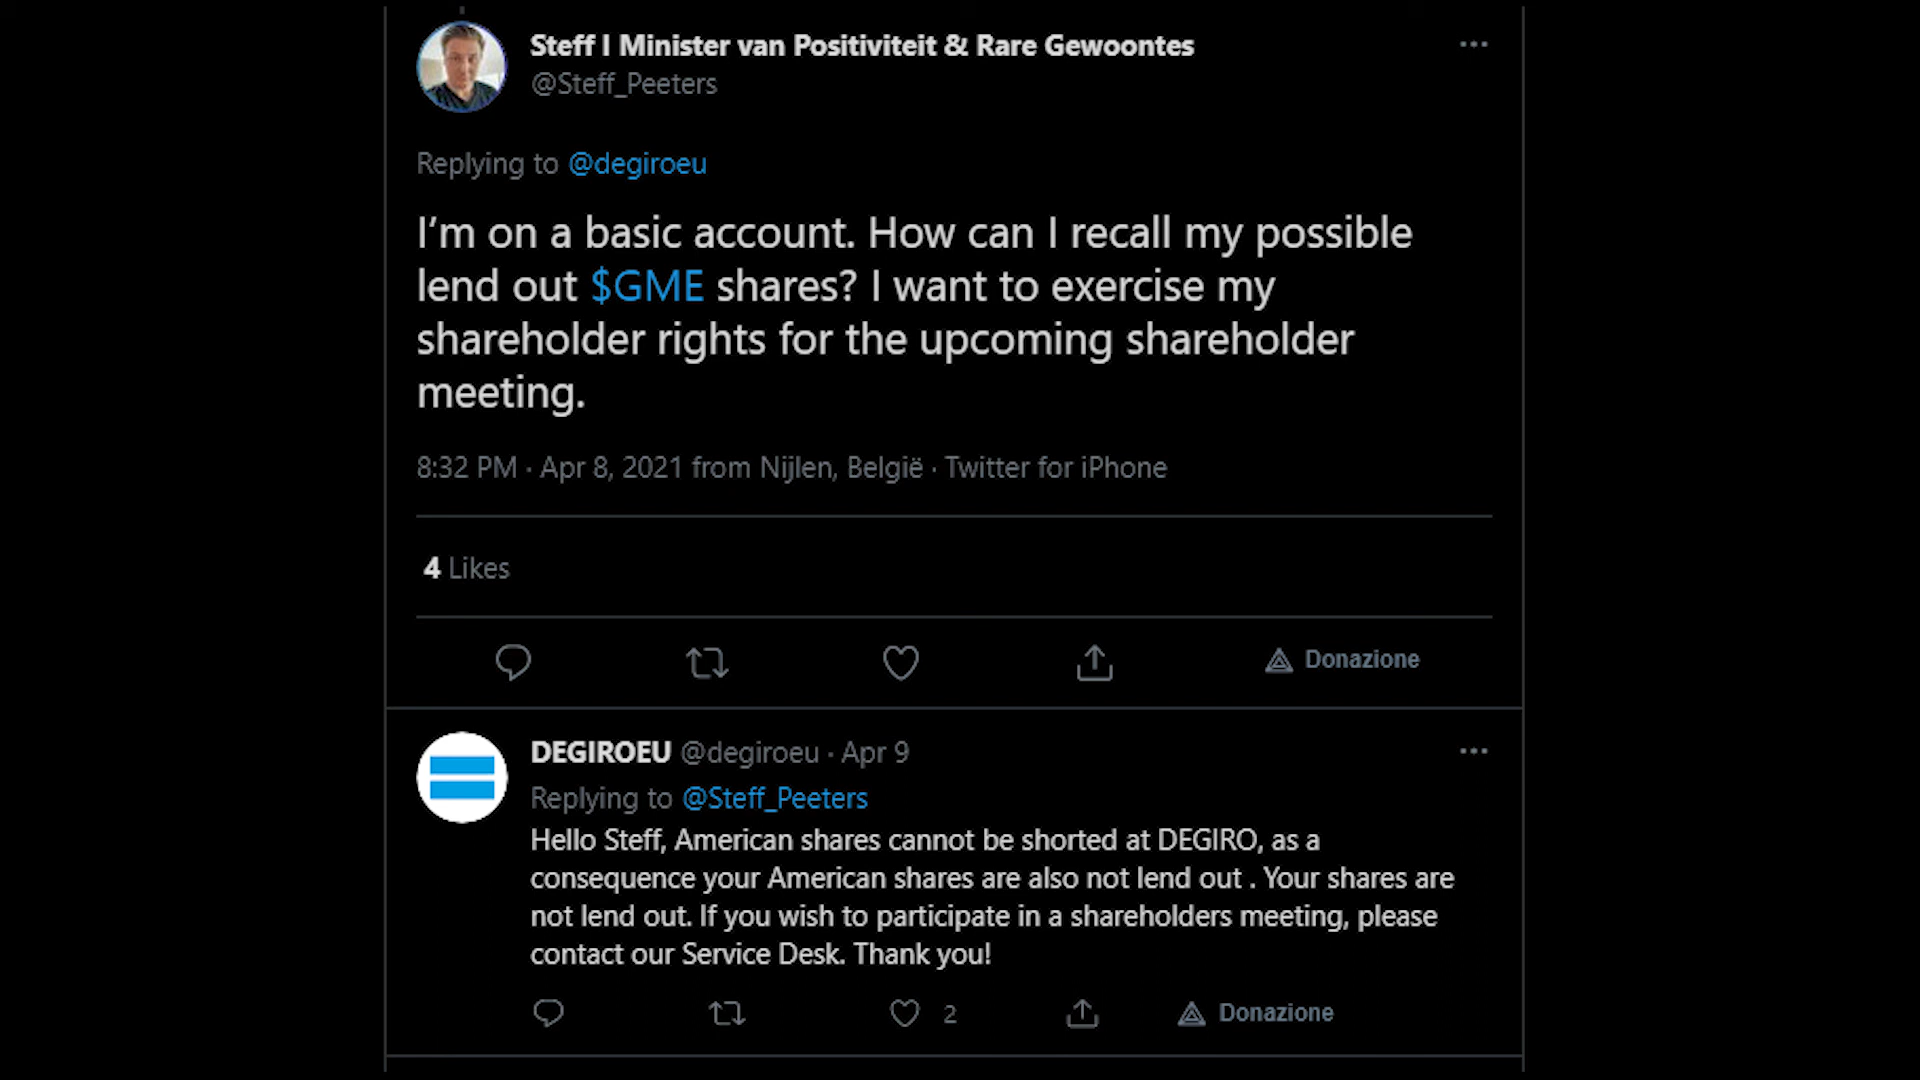 Steff I Minister van Positiviteit & Rare Gewoontes
@Steff_Peeters
Replying to @degiroeu
I'm on a basic account. How can I recall my possible
lend out $GME shares? I want to exercise my
shareholder rights for the upcoming shareholder
meeting.
8:32 PM · Apr 8, 2021 from Nijlen, België · Twitter for iPhone
4 Likes
Donazione
DEGIROEU @degiroeu · Apr 9
Replying to @Steff_Peeters
Hello Steff, American shares cannot be shorted at DEGIRO, as a
consequence your American shares are also not lend out . Your shares are
not lend out. If you wish to participate in a shareholders meeting, please
contact our Service Desk. Thank you!
2 Donazione